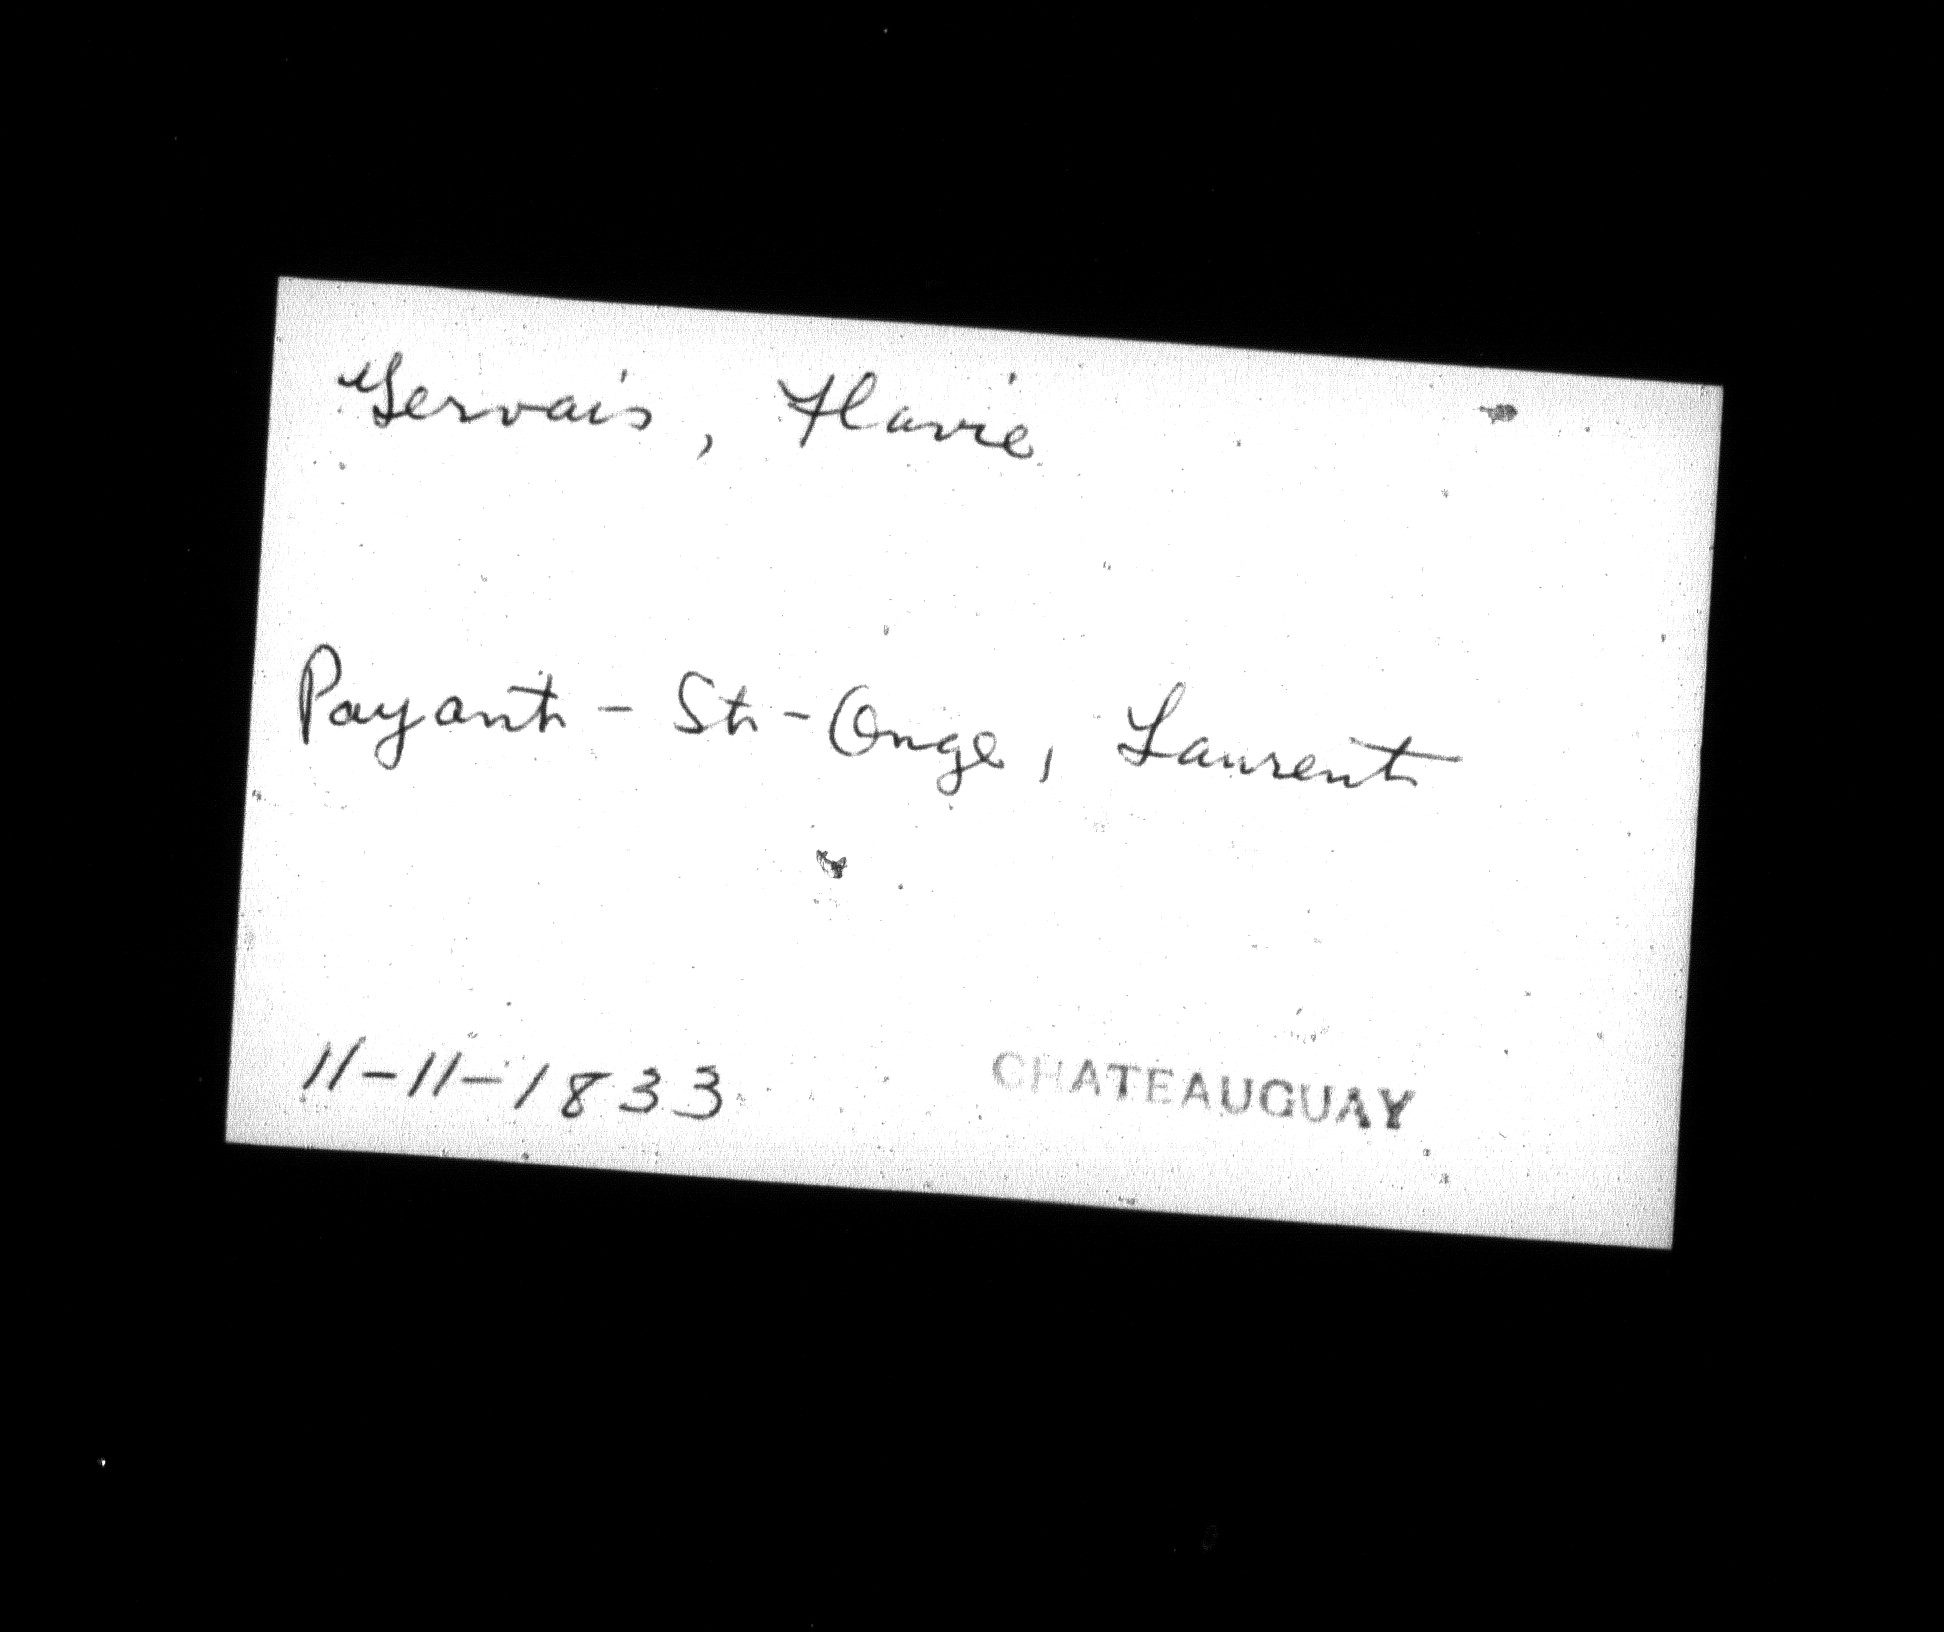 Gervais, Flavie
Payant - St-Onge, Laurent
11-11-1833 CHATEAUGUAY